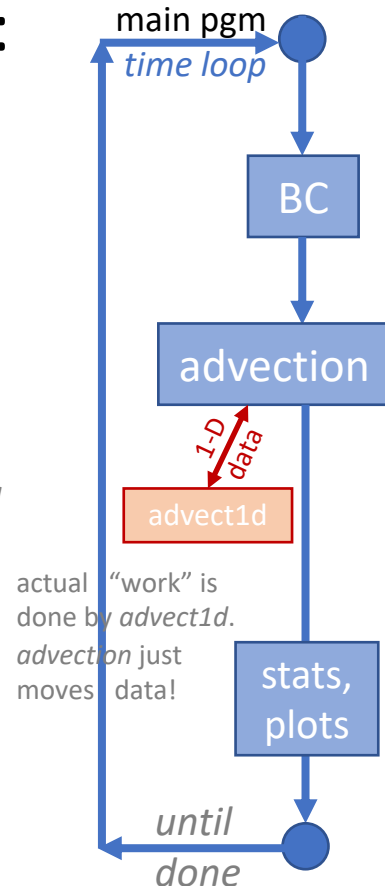 :
main pgm
time loop
BC
advection
1-D
data
advect1d
actual "work" is
done by advect1d.
advection just
moves data!
stats,
plots
until
done